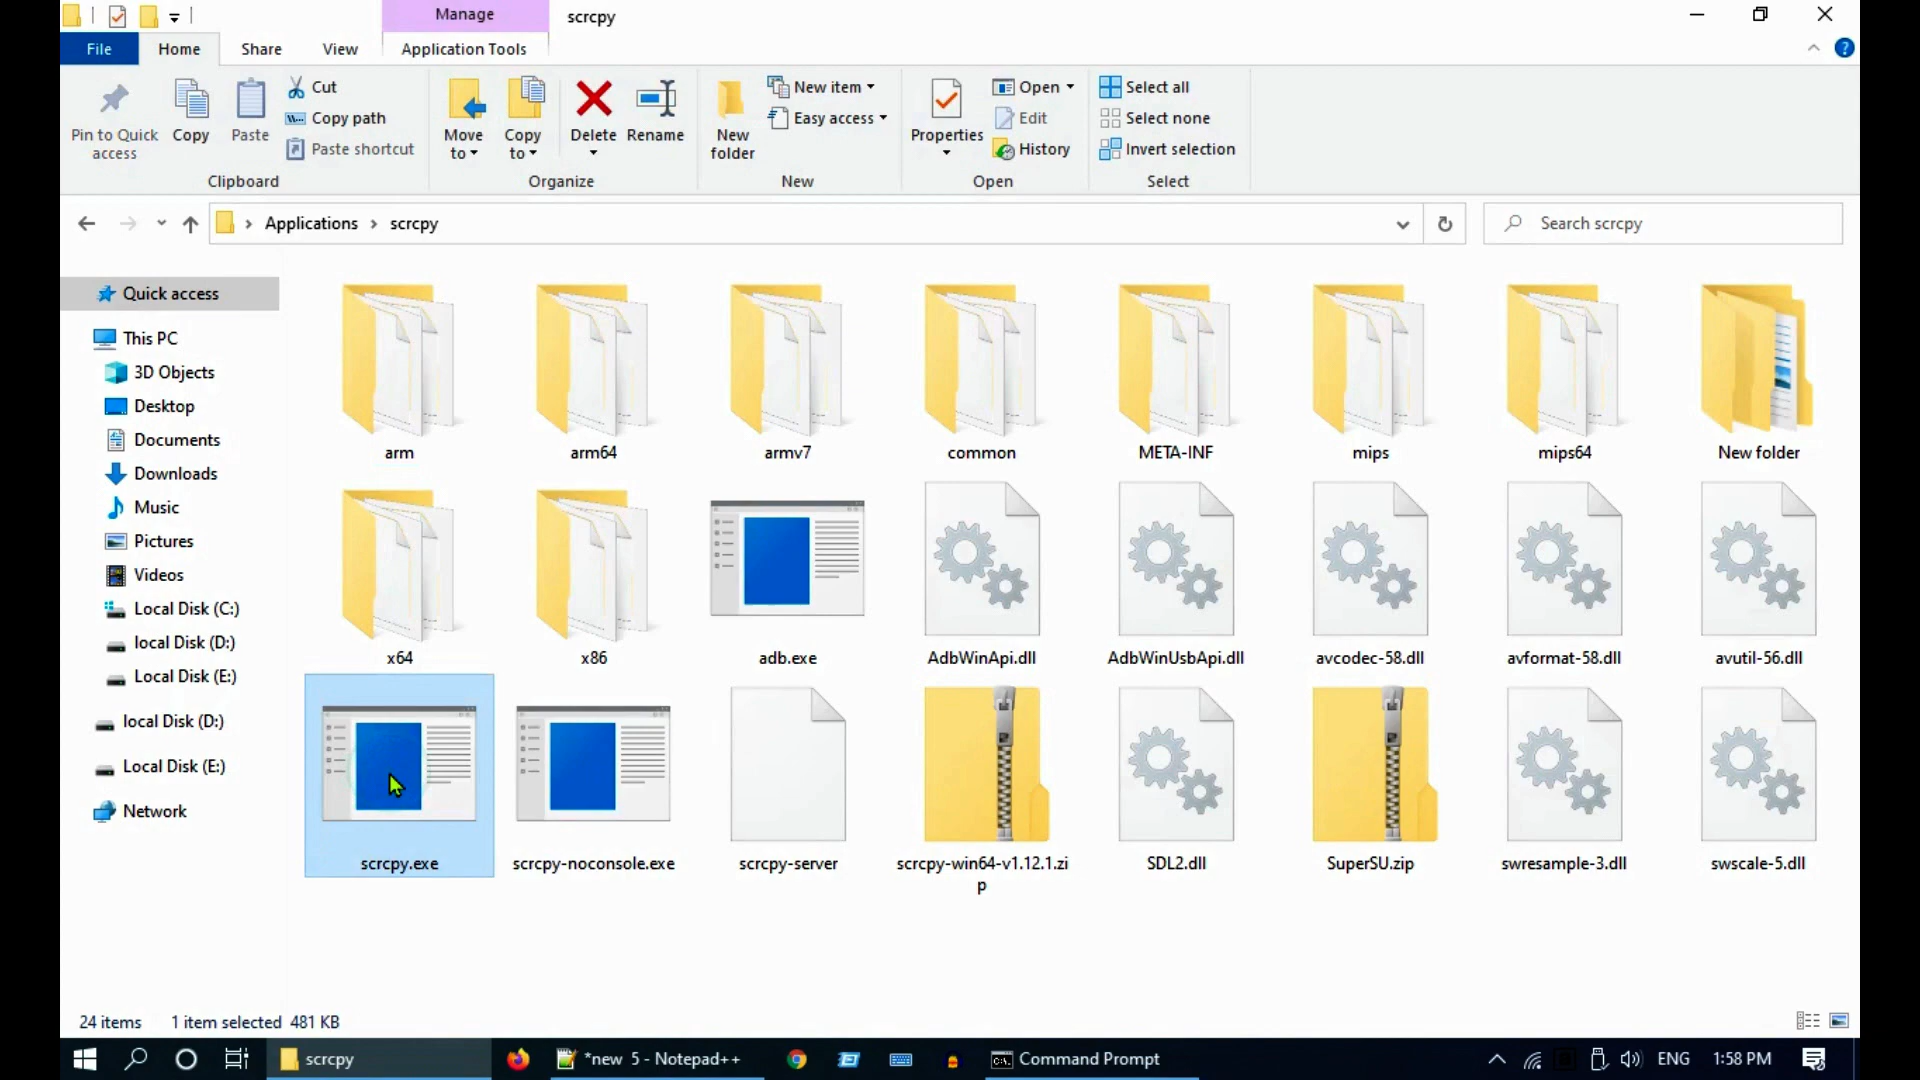 Manage
scrcpy
File
Home
Share
View
Application Tools
Pin to Quick
access
Copy
Paste
Cut
Copy path
Paste shortcut
Clipboard
Move
to
Copy
to
Delete
Rename
Organize
New
folder
New item
Easy access
New
Properties
Open
Edit
History
Open
Select all
Select none
Invert selection
Select
Applications
scrcpy
Search scrcpy
Quick access
This PC
3D Objects
Desktop
Documents
Downloads
Music
Pictures
Videos
Local Disk (C:)
local Disk (D:)
Local Disk (E:)
local Disk (D:)
Local Disk (E:)
Network
arm
arm64
armv7
common
META-INF
mips
mips64
New folder
x64
x86
adb.exe
AdbWinApi.dll
AdbWinUsbApi.dll
avcodec-58.dll
avformat-58.dll
avutil-56.dll
scrcpy.exe
scrcpy-noconsole.exe
scrcpy-server
scrcpy-win64-v1.12.1.zi
p
SDL2.dll
SuperSU.zip
swresample-3.dll
swscale-5.dll
24 items
1 item selected 481 KB
scrcpy
*new 5 - Notepad++
Command Prompt
ENG
1:58 PM